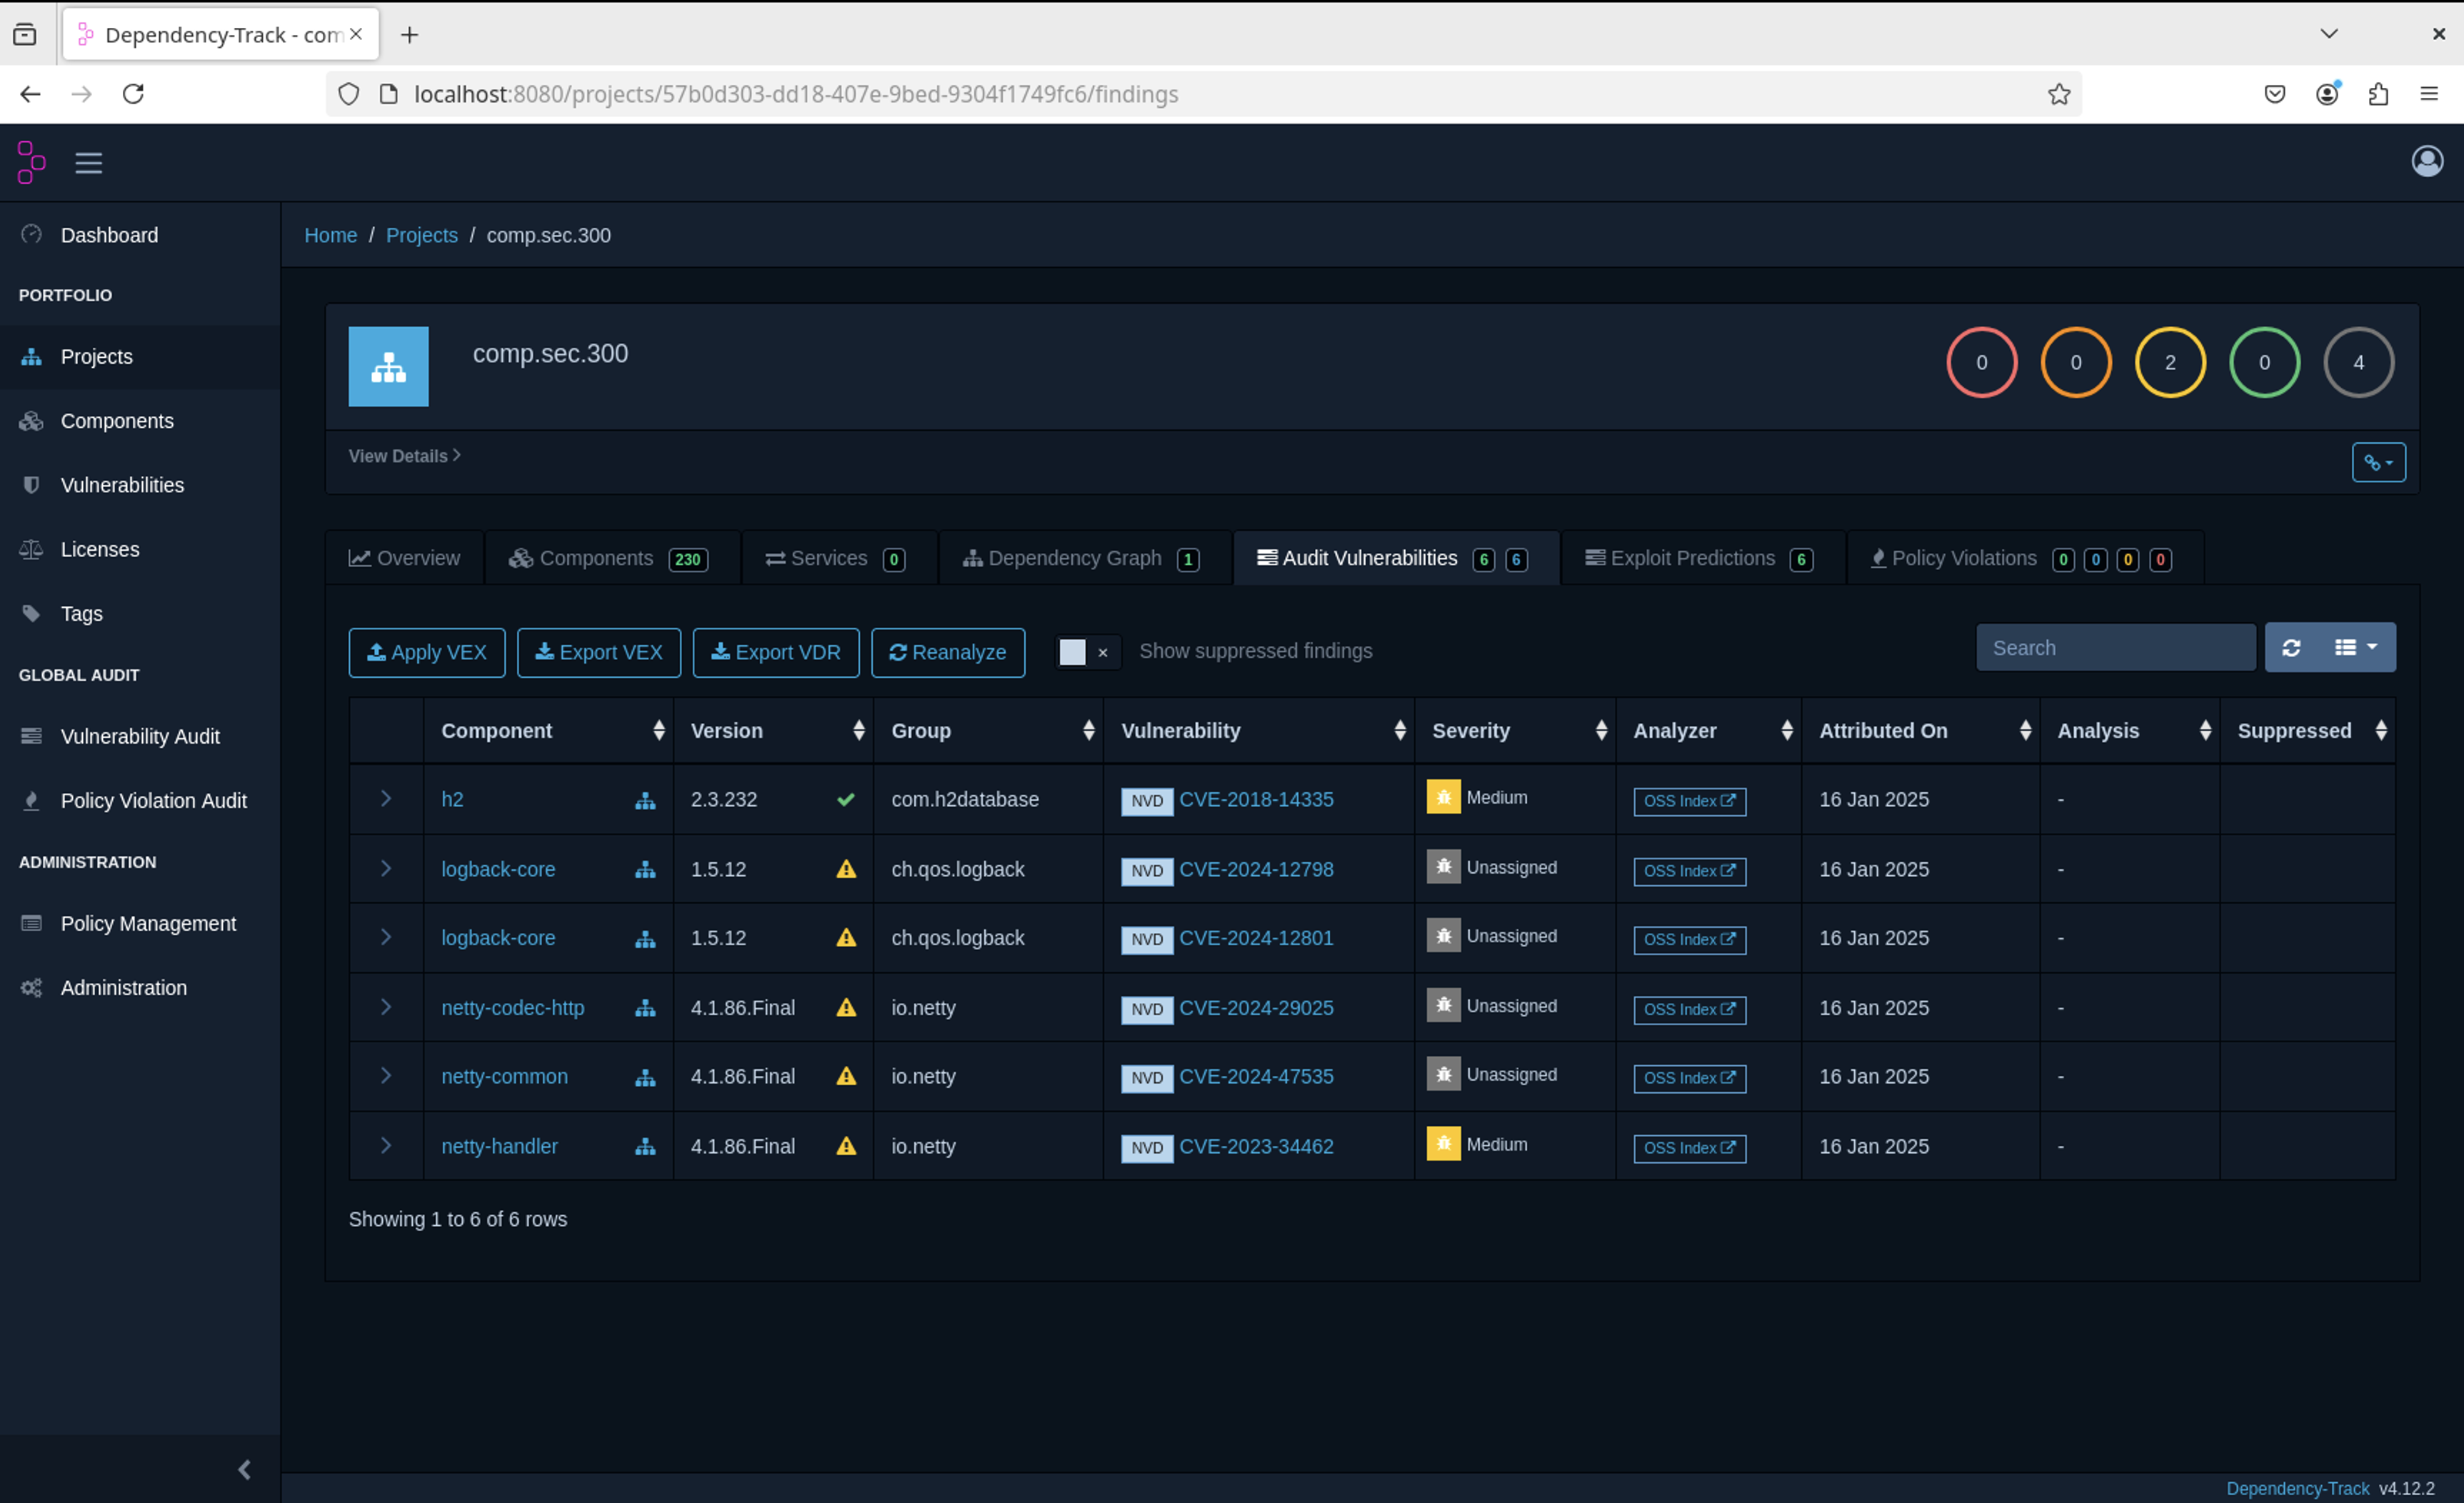 Dependency-Track - com
localhost:8080/projects/57b0d303-dd18-407e-9bed-9304f1749fc6/findings
Dashboard
PORTFOLIO
Projects
Components
Vulnerabilities
Licenses
Tags
GLOBAL AUDIT
Vulnerability Audit
Policy Violation Audit
ADMINISTRATION
Policy Management
Administration
Home / Projects / comp.sec.300
comp.sec.300
0 0 2 0 4
View Details
Overview Components 230 Services 0 Dependency Graph 1 Audit Vulnerabilities 6 6 Exploit Predictions 6 Policy Violations 0 0 0 0
Apply VEX Export VEX Export VDR Reanalyze Show suppressed findings Search
Component Version Group Vulnerability Severity Analyzer Attributed On Analysis Suppressed
h2 2.3.232 com.h2database NVD CVE-2018-14335 Medium OSS Index 16 Jan 2025 -
logback-core 1.5.12 ch.qos.logback NVD CVE-2024-12798 Unassigned OSS Index 16 Jan 2025 -
logback-core 1.5.12 ch.qos.logback NVD CVE-2024-12801 Unassigned OSS Index 16 Jan 2025 -
netty-codec-http 4.1.86.Final io.netty NVD CVE-2024-29025 Unassigned OSS Index 16 Jan 2025 -
netty-common 4.1.86.Final io.netty NVD CVE-2024-47535 Unassigned OSS Index 16 Jan 2025 -
netty-handler 4.1.86.Final io.netty NVD CVE-2023-34462 Medium OSS Index 16 Jan 2025 -
Showing 1 to 6 of 6 rows
Dependency-Track v4.12.2